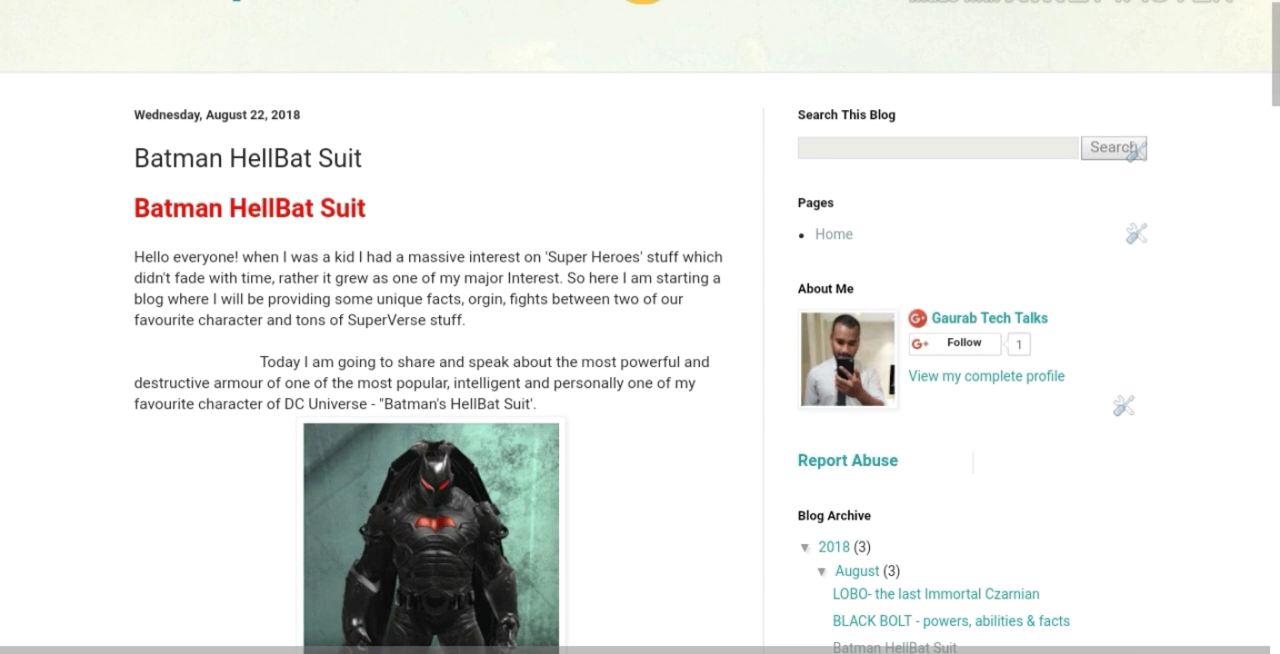 Wednesday, August 22, 2018
Batman HellBat Suit
Batman HellBat Suit
Hello everyone! when I was a kid I had a massive interest on 'Super Heroes' stuff which
didn't fade with time, rather it grew as one of my major Interest. So here I am starting a
blog where I will be providing some unique facts, orgin, fights between two of our
favourite character and tons of SuperVerse stuff.
Today I am going to share and speak about the most powerful and
destructive armour of one of the most popular, intelligent and personally one of my
favourite character of DC Universe - "Batman's HellBat Suit'.
Search This Blog
Search
Pages
Home
About Me
G+ Gaurab Tech Talks
G+ Follow 1
View my complete profile
Report Abuse
Blog Archive
▼ 2018 (3)
▼ August (3)
LOBO- the last Immortal Czarnian
BLACK BOLT - powers, abilities & facts
Batman HellBat Suit